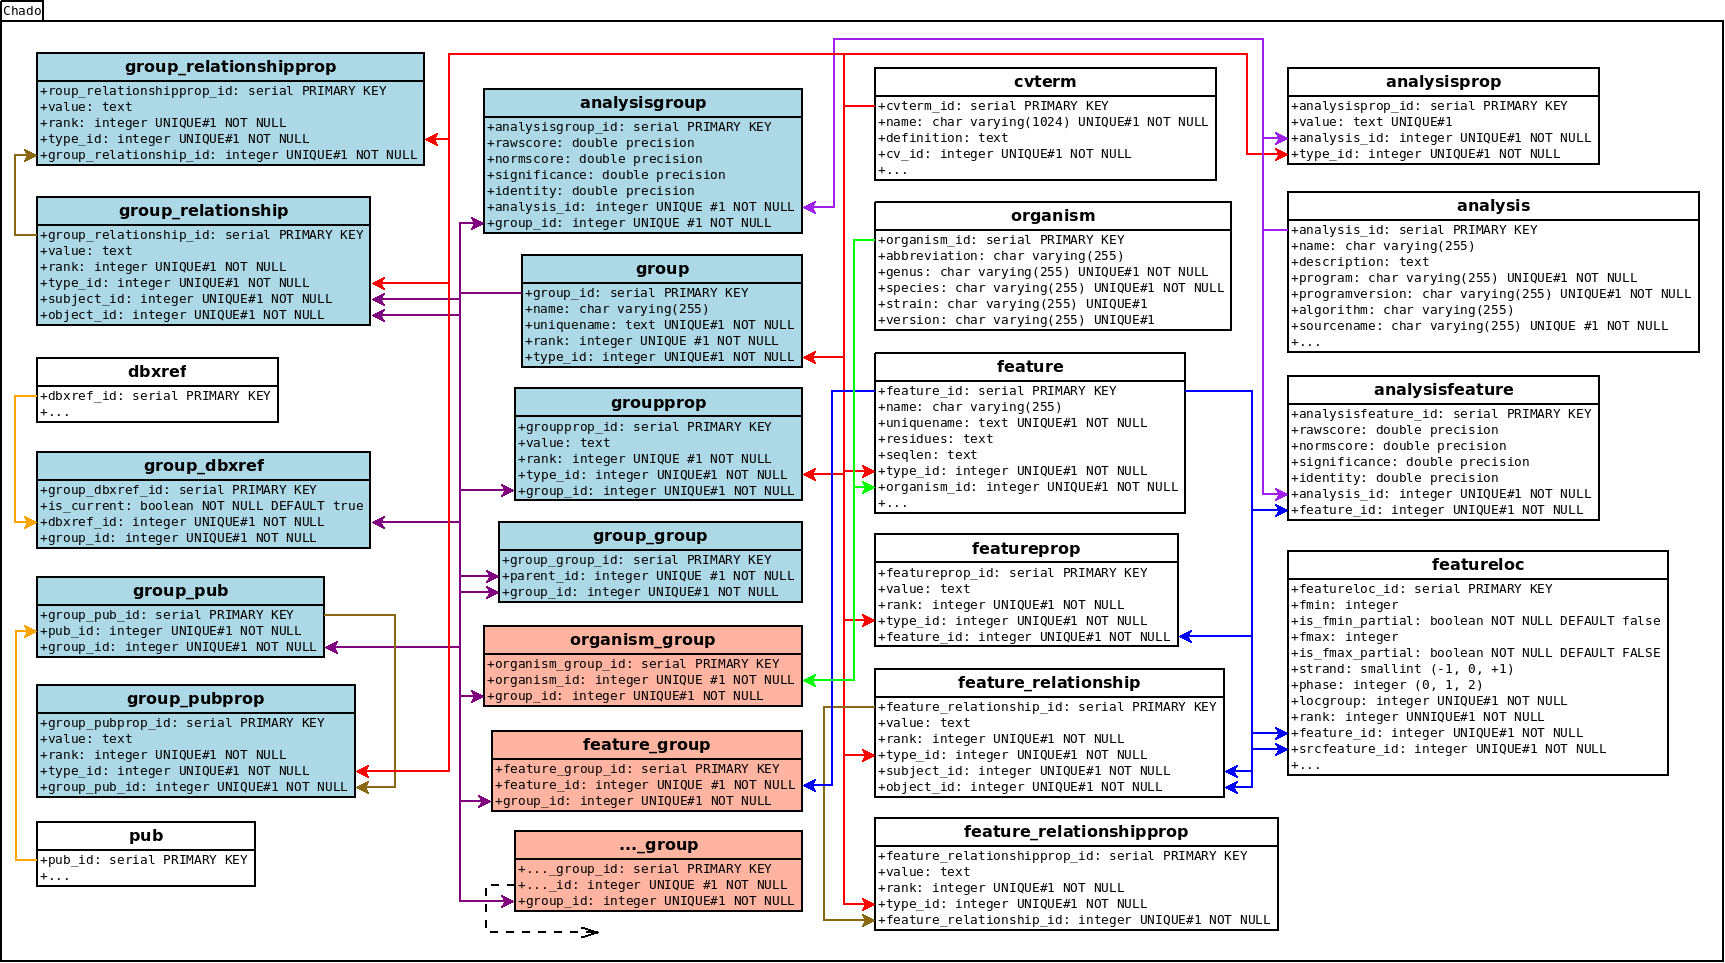 Chado
group_relationshipprop
+roup_relationshipprop_id: serial PRIMARY KEY
+value: text
+rank: integer UNIQUE#1 NOT NULL
+type_id: integer UNIQUE#1 NOT NULL
+group_relationship_id: integer UNIQUE#1 NOT NULL
group_relationship
+group_relationship_id: serial PRIMARY KEY
+value: text
+rank: integer UNIQUE#1 NOT NULL
+type_id: integer UNIQUE#1 NOT NULL
+subject_id: integer UNIQUE#1 NOT NULL
+object_id: integer UNIQUE#1 NOT NULL
dbxref
+dbxref_id: serial PRIMARY KEY
+...
group_dbxref
+group_dbxref_id: serial PRIMARY KEY
+is_current: boolean NOT NULL DEFAULT true
+dbxref_id: integer UNIQUE#1 NOT NULL
+group_id: integer UNIQUE#1 NOT NULL
group_pub
+group_pub_id: serial PRIMARY KEY
+pub_id: integer UNIQUE#1 NOT NULL
+group_id: integer UNIQUE#1 NOT NULL
group_pubprop
+group_pubprop_id: serial PRIMARY KEY
+value: text
+rank: integer UNIQUE#1 NOT NULL
+type_id: integer UNIQUE#1 NOT NULL
+group_pub_id: integer UNIQUE#1 NOT NULL
pub
+pub_id: serial PRIMARY KEY
+...
analysisgroup
+analysisgroup_id: serial PRIMARY KEY
+rawscore: double precision
+normscore: double precision
+significance: double precision
+identity: double precision
+analysis_id: integer UNIQUE #1 NOT NULL
+group_id: integer UNIQUE #1 NOT NULL
group
+group_id: serial PRIMARY KEY
+name: char varying(255)
+uniquename: text UNIQUE#1 NOT NULL
+rank: integer UNIQUE #1 NOT NULL
+type_id: integer UNIQUE#1 NOT NULL
groupprop
+groupprop_id: serial PRIMARY KEY
+value: text
+rank: integer UNIQUE #1 NOT NULL
+type_id: integer UNIQUE#1 NOT NULL
+group_id: integer UNIQUE#1 NOT NULL
group_group
+group_group_id: serial PRIMARY KEY
+parent_id: integer UNIQUE #1 NOT NULL
+group_id: integer UNIQUE#1 NOT NULL
organism_group
+organism_group_id: serial PRIMARY KEY
+organism_id: integer UNIQUE #1 NOT NULL
+group_id: integer UNIQUE#1 NOT NULL
feature_group
+feature_group_id: serial PRIMARY KEY
+feature_id: integer UNIQUE #1 NOT NULL
+group_id: integer UNIQUE#1 NOT NULL
..._group
+..._group_id: serial PRIMARY KEY
+..._id: integer UNIQUE #1 NOT NULL
+group_id: integer UNIQUE#1 NOT NULL
cvterm
+cvterm_id: serial PRIMARY KEY
+name: char varying(1024) UNIQUE#1 NOT NULL
+definition: text
+cv_id: integer UNIQUE#1 NOT NULL
+...
organism
+organism_id: serial PRIMARY KEY
+abbreviation: char varying(255)
+genus: char varying(255) UNIQUE#1 NOT NULL
+species: char varying(255) UNIQUE#1 NOT NULL
+strain: char varying(255) UNIQUE#1
+version: char varying(255) UNIQUE#1
feature
+feature_id: serial PRIMARY KEY
+name: char varying(255)
+uniquename: text UNIQUE#1 NOT NULL
+residues: text
+seqlen: text
+type_id: integer UNIQUE#1 NOT NULL
+organism_id: integer UNIQUE#1 NOT NULL
+...
featureprop
+featureprop_id: serial PRIMARY KEY
+value: text
+rank: integer UNIQUE#1 NOT NULL
+type_id: integer UNIQUE#1 NOT NULL
+feature_id: integer UNIQUE#1 NOT NULL
feature_relationship
+feature_relationship_id: serial PRIMARY KEY
+value: text
+rank: integer UNIQUE#1 NOT NULL
+type_id: integer UNIQUE#1 NOT NULL
+subject_id: integer UNIQUE#1 NOT NULL
+object_id: integer UNIQUE#1 NOT NULL
feature_relationshipprop
+feature_relationshipprop_id: serial PRIMARY KEY
+value: text
+rank: integer UNIQUE#1 NOT NULL
+type_id: integer UNIQUE#1 NOT NULL
+feature_relationship_id: integer UNIQUE#1 NOT NULL
analysisprop
+analysisprop_id: serial PRIMARY KEY
+value: text UNIQUE#1
+analysis_id: integer UNIQUE#1 NOT NULL
+type_id: integer UNIQUE#1 NOT NULL
analysis
+analysis_id: serial PRIMARY KEY
+name: char varying(255)
+description: text
+program: char varying(255) UNIQUE#1 NOT NULL
+programversion: char varying(255) UNIQUE#1 NOT NULL
+algorithm: char varying(255)
+sourcename: char varying(255) UNIQUE #1 NOT NULL
+...
analysisfeature
+analysisfeature_id: serial PRIMARY KEY
+rawscore: double precision
+normscore: double precision
+significance: double precision
+identity: double precision
+analysis_id: integer UNIQUE#1 NOT NULL
+feature_id: integer UNIQUE#1 NOT NULL
featureloc
+featureloc_id: serial PRIMARY KEY
+fmin: integer
+is_fmin_partial: boolean NOT NULL DEFAULT false
+fmax: integer
+is_fmax_partial: boolean NOT NULL DEFAULT FALSE
+strand: smallint (-1, 0, +1)
+phase: integer (0, 1, 2)
+locgroup: integer UNIQUE#1 NOT NULL
+rank: integer UNNIQUE#1 NOT NULL
+feature_id: integer UNIQUE#1 NOT NULL
+srcfeature_id: integer UNIQUE#1 NOT NULL
+...